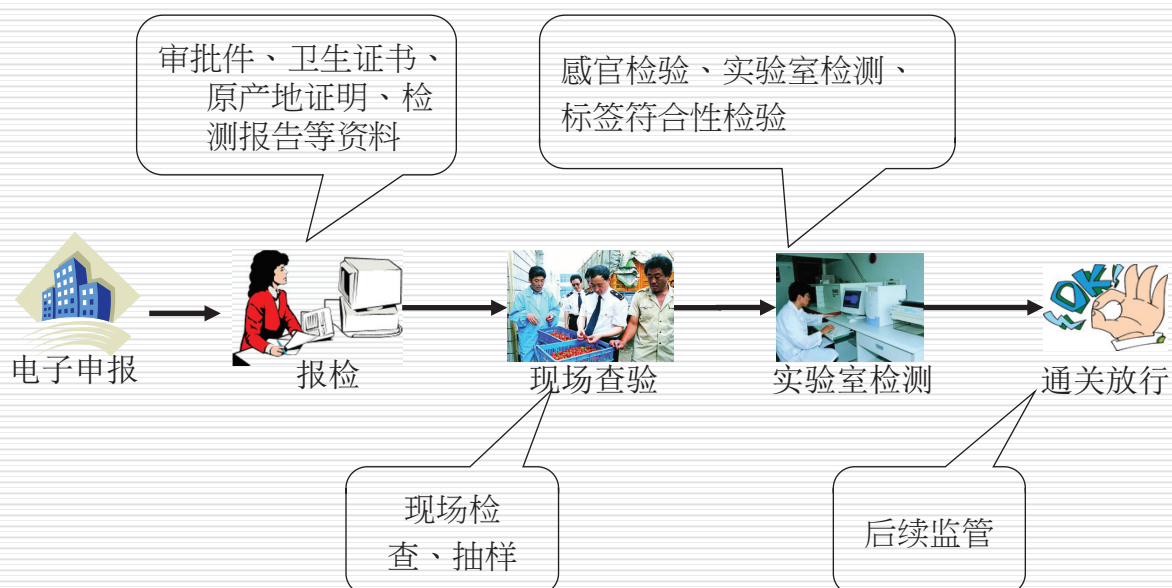 审批件、卫生证书、
原产地证明、检
测报告等资料
感官检验、实验室检测、
标签符合性检验
OK!
电子申报
报检
现场查验
实验室检测
通关放行
现场检
查、抽样
后续监管